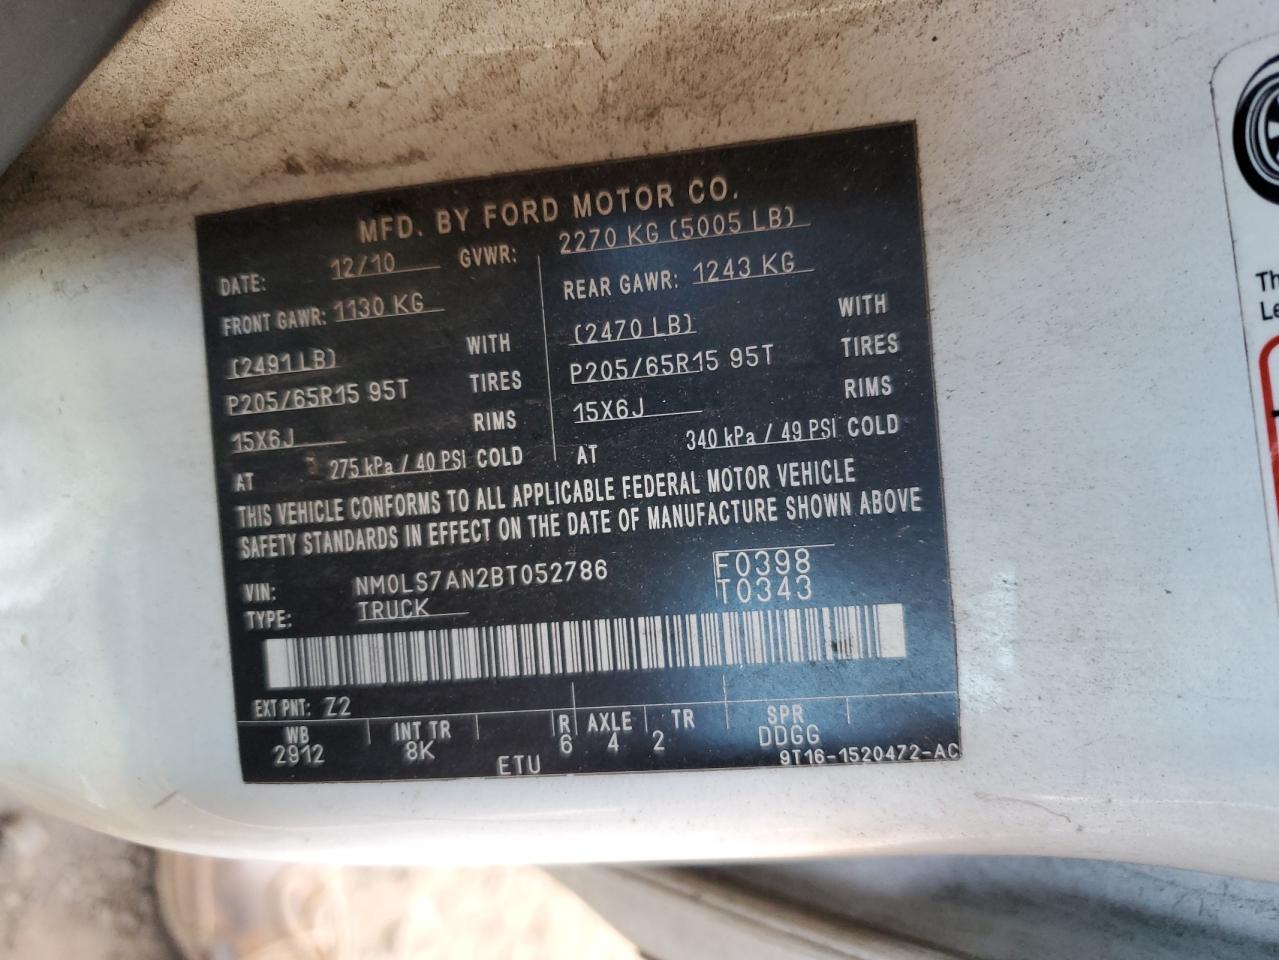 MFD. BY FORD MOTOR CO.
DATE: 12/10 GVWR: 2270 KG (5005 LB)
FRONT GAWR: 1130 KG REAR GAWR: 1243 KG
(2491 LB) WITH (2470 LB) WITH
P205/65R15 95T TIRES P205/65R15 95T TIRES
15X6J RIMS 15X6J RIMS
AT 275 kPa / 40 PSI COLD AT 340 kPa / 49 PSI COLD
THIS VEHICLE CONFORMS TO ALL APPLICABLE FEDERAL MOTOR VEHICLE
SAFETY STANDARDS IN EFFECT ON THE DATE OF MANUFACTURE SHOWN ABOVE
VIN: NM0LS7AN2BT052786 F0398
TYPE: TRUCK T0343
EXT PNT: Z2
WB INT TR R AXLE TR SPR
2912 8K 6 4 2 DDGG
ETU 9T16-1520472-AC
Th
Le